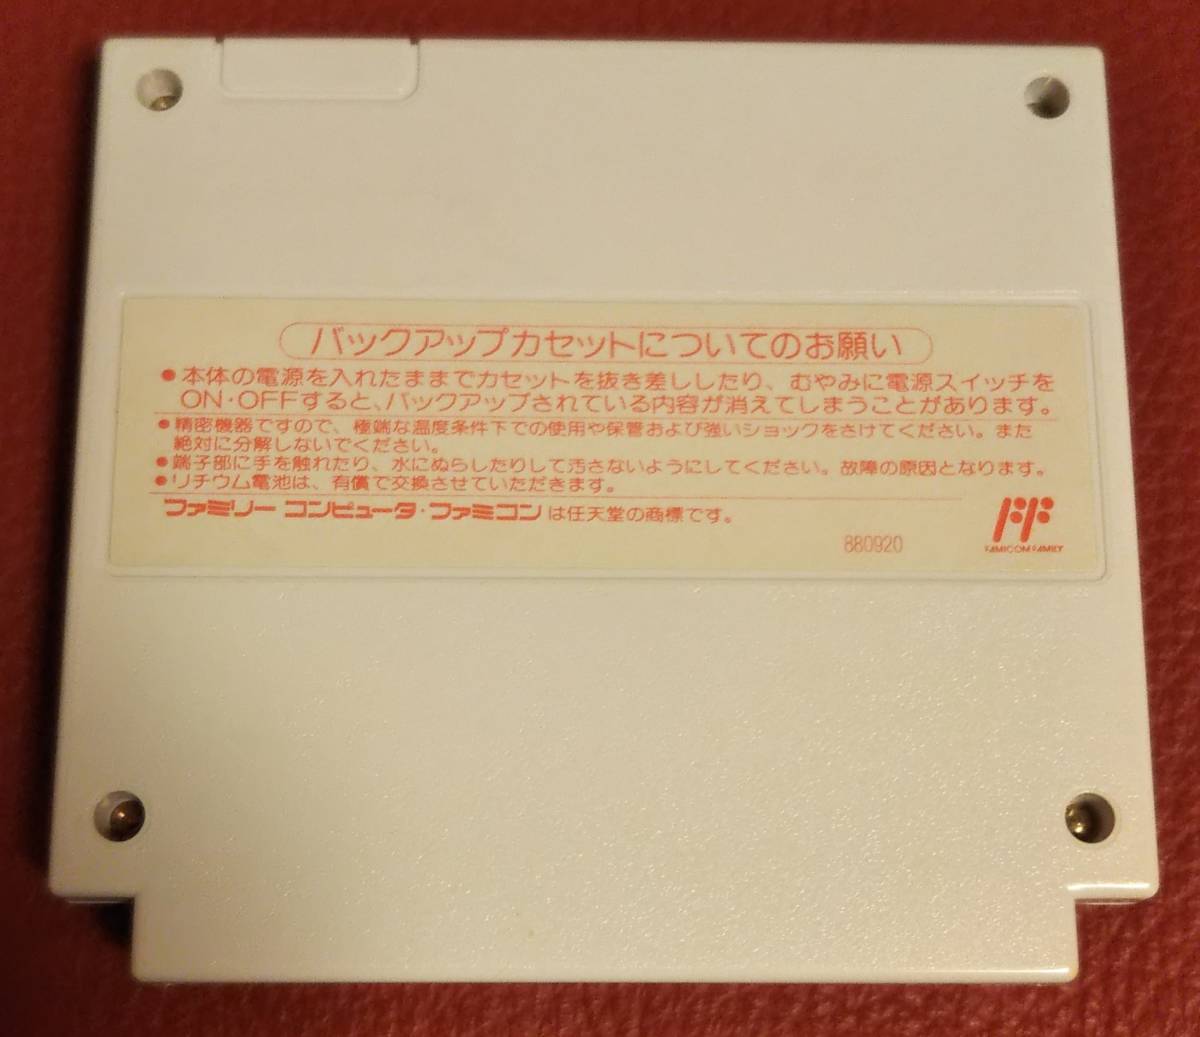 バックアップカセットについてのお願い
●本体の電源を入れたままでカセットを抜き差ししたり、むやみに電源スイッチを
ON・OFFすると、バックアップされている内容が消えてしまうことがあります。
●精密機器ですので、極端な温度条件下での使用や保管および強いショックをさけてください。また
絶対に分解しないでください。
●端子部に手を触れたり、水にぬらしたりして汚さないようにしてください。故障の原因となります。
●リチウム電池は、有償で交換させていただきます。
ファミリー コンピュータ・ファミコンは任天堂の商標です。
880920
FAMICOM FAMILY